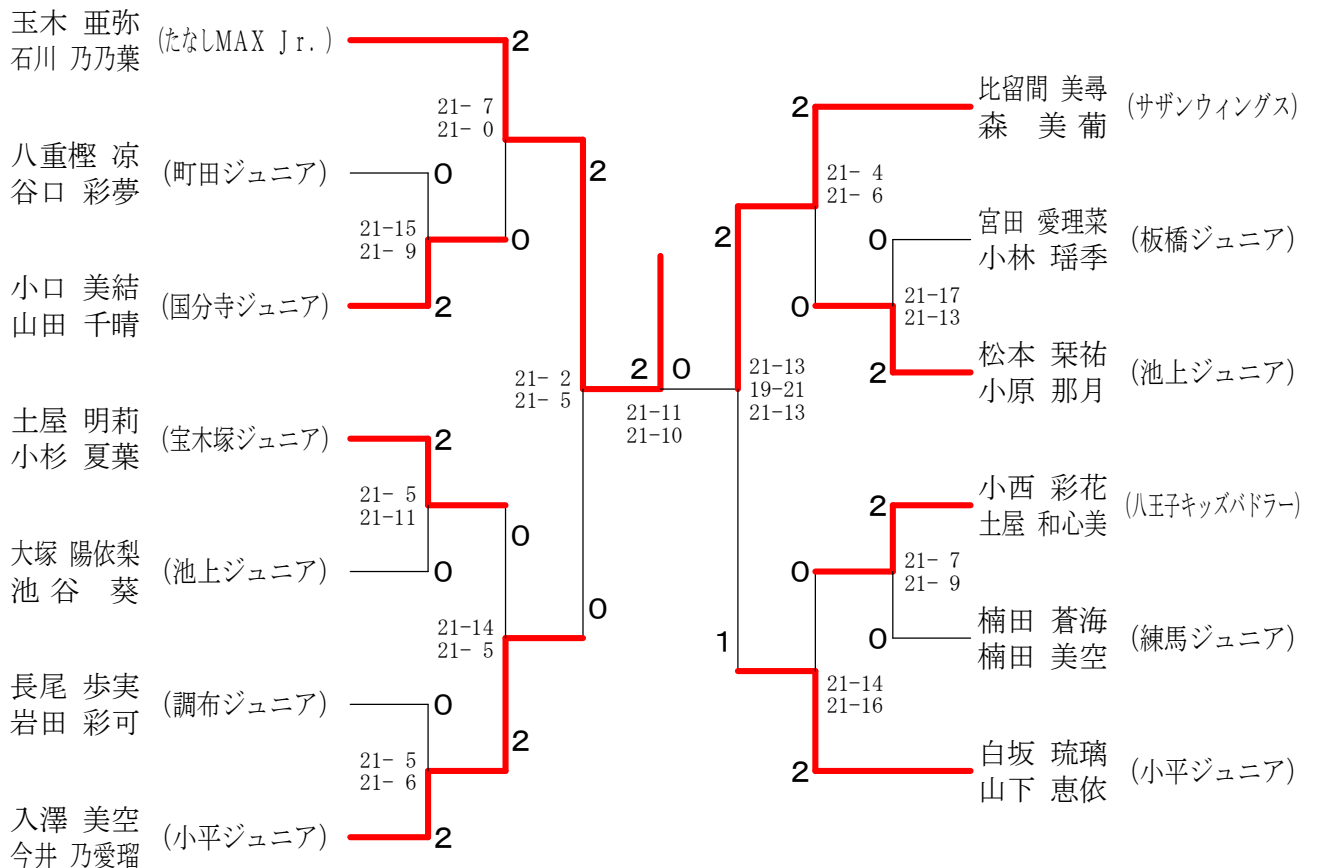 玉木 亜弥
石川 乃乃葉
(たなしMAX Jr.)
2
21- 7
21- 0
八重樫 凉
谷口 彩夢
(町田ジュニア)
0
2
21-15
21- 9
0
小口 美結
山田 千晴
(国分寺ジュニア)
2
21- 2
21- 5
土屋 明莉
小杉 夏葉
(宝木塚ジュニア)
2
21- 5
21-11
0
大塚 陽依梨
池谷 葵
(池上ジュニア)
0
0
21-14
21- 5
長尾 歩実
岩田 彩可
(調布ジュニア)
0
2
21- 5
21- 6
入澤 美空
今井 乃愛瑠
(小平ジュニア)
2
2 0
21-11
21-10
2
比留間 美尋
森 美葡
(サザンウィングス)
21- 4
21- 6
2
0
宮田 愛理菜
小林 瑶季
(板橋ジュニア)
0
21-17
21-13
2
松本 栞祐
小原 那月
(池上ジュニア)
21-13
19-21
21-13
2
小西 彩花
土屋 和心美
(八王子キッズバドラー)
0
21- 7
21- 9
1
0
楠田 蒼海
楠田 美空
(練馬ジュニア)
21-14
21-16
2
白坂 琉璃
山下 恵依
(小平ジュニア)